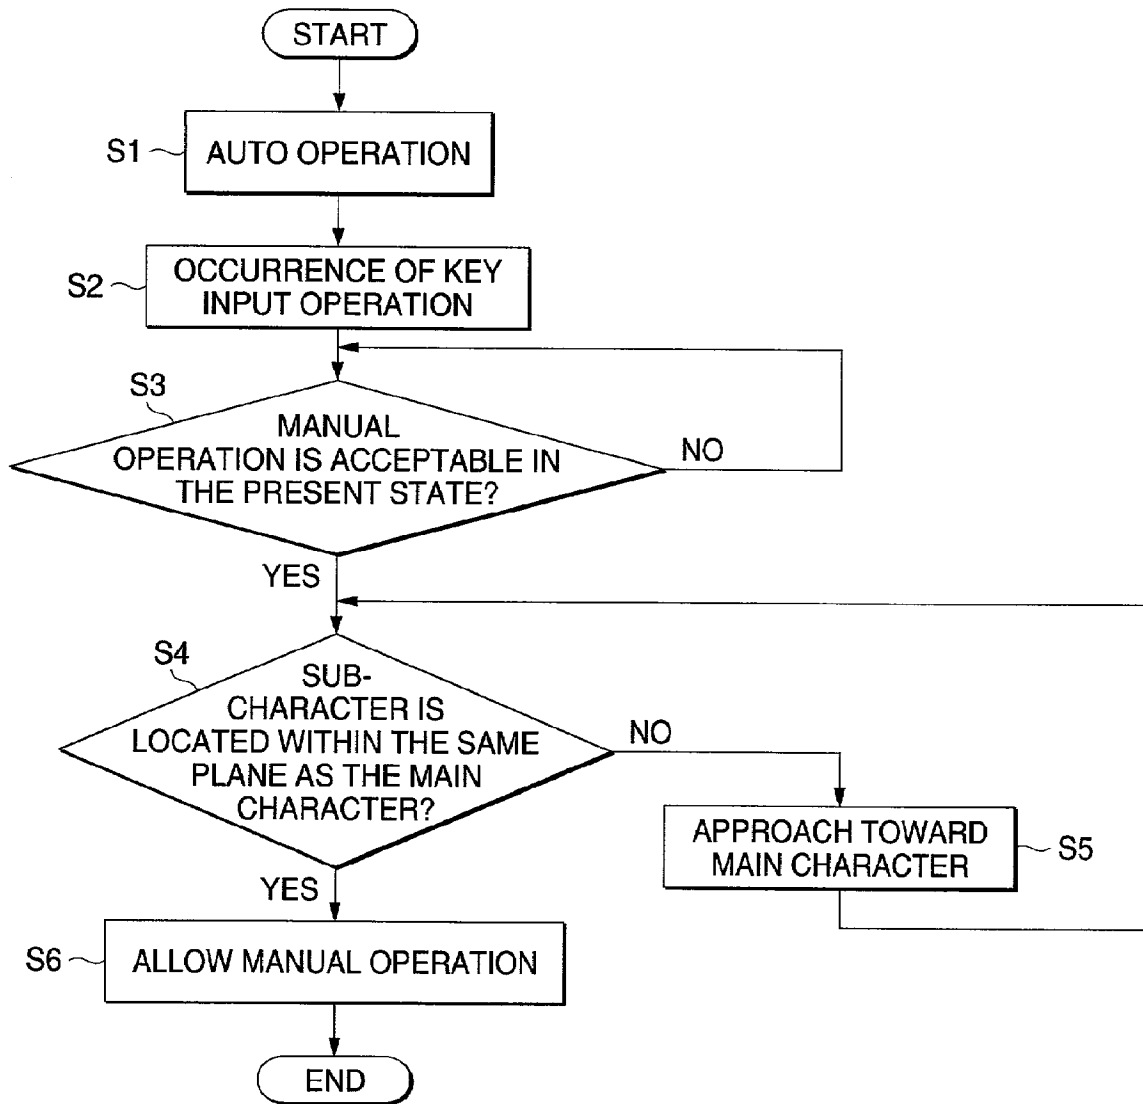 START
S1
AUTO OPERATION
S2
OCCURRENCE OF KEY
INPUT OPERATION
S3
MANUAL
OPERATION IS ACCEPTABLE IN
THE PRESENT STATE?
NO
YES
S4
SUB-
CHARACTER IS
LOCATED WITHIN THE SAME
PLANE AS THE MAIN
CHARACTER?
NO
APPROACH TOWARD
MAIN CHARACTER
S5
YES
S6
ALLOW MANUAL OPERATION
END